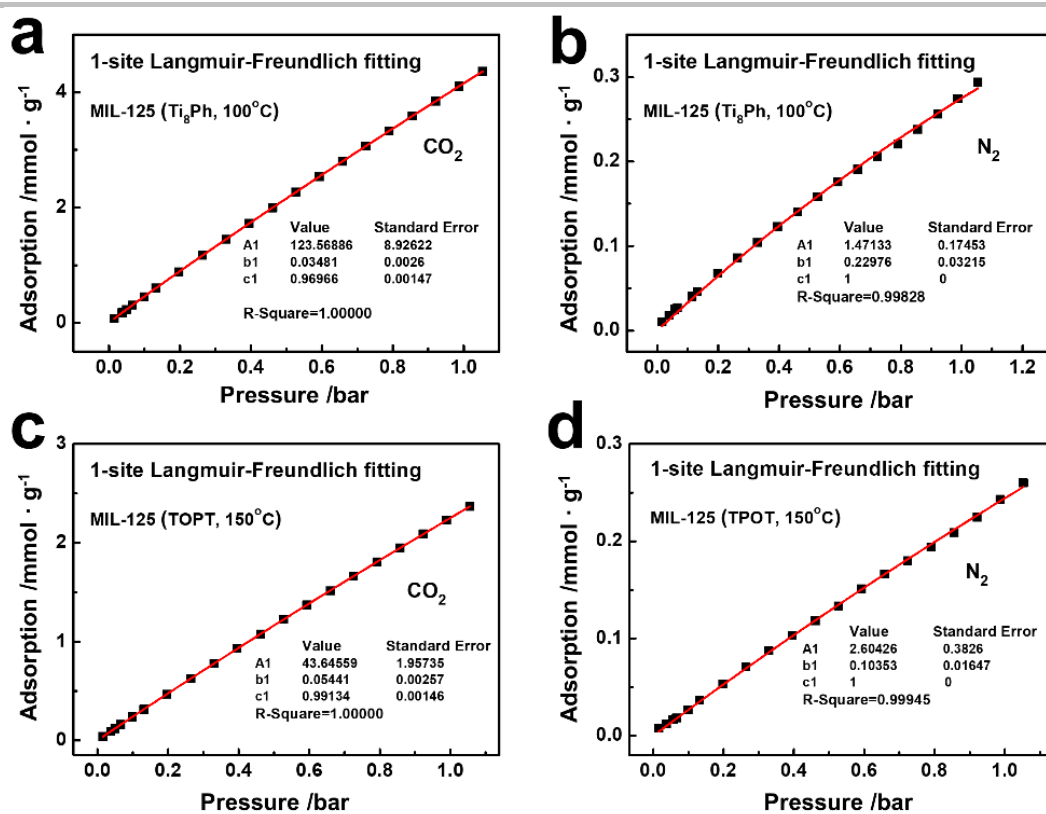 a
1-site Langmuir-Freundlich fitting
MIL-125 (Ti₈Ph, 100°C)
CO₂
Value Standard Error
A1 123.56886 8.92622
b1 0.03481 0.0026
c1 0.96966 0.00147
R-Square=1.00000
Adsorption /mmol · g⁻¹
4
2
0
0.0 0.2 0.4 0.6 0.8 1.0
Pressure /bar
b
1-site Langmuir-Freundlich fitting
MIL-125 (Ti₈Ph, 100°C)
N₂
Value Standard Error
A1 1.47133 0.17453
b1 0.22976 0.03215
c1 1 0
R-Square=0.99828
Adsorption /mmol · g⁻¹
0.3
0.2
0.1
0.0
0.0 0.2 0.4 0.6 0.8 1.0 1.2
Pressure /bar
c
1-site Langmuir-Freundlich fitting
MIL-125 (TOPT, 150°C)
CO₂
Value Standard Error
A1 43.64559 1.95735
b1 0.05441 0.00257
c1 0.99134 0.00146
R-Square=1.00000
Adsorption /mmol · g⁻¹
3
2
1
0
0.0 0.2 0.4 0.6 0.8 1.0
Pressure /bar
d
1-site Langmuir-Freundlich fitting
MIL-125 (TPOT, 150°C)
N₂
Value Standard Error
A1 2.60426 0.3826
b1 0.10353 0.01647
c1 1 0
R-Square=0.99945
Adsorption /mmol · g⁻¹
0.3
0.2
0.1
0.0
0.0 0.2 0.4 0.6 0.8 1.0
Pressure /bar